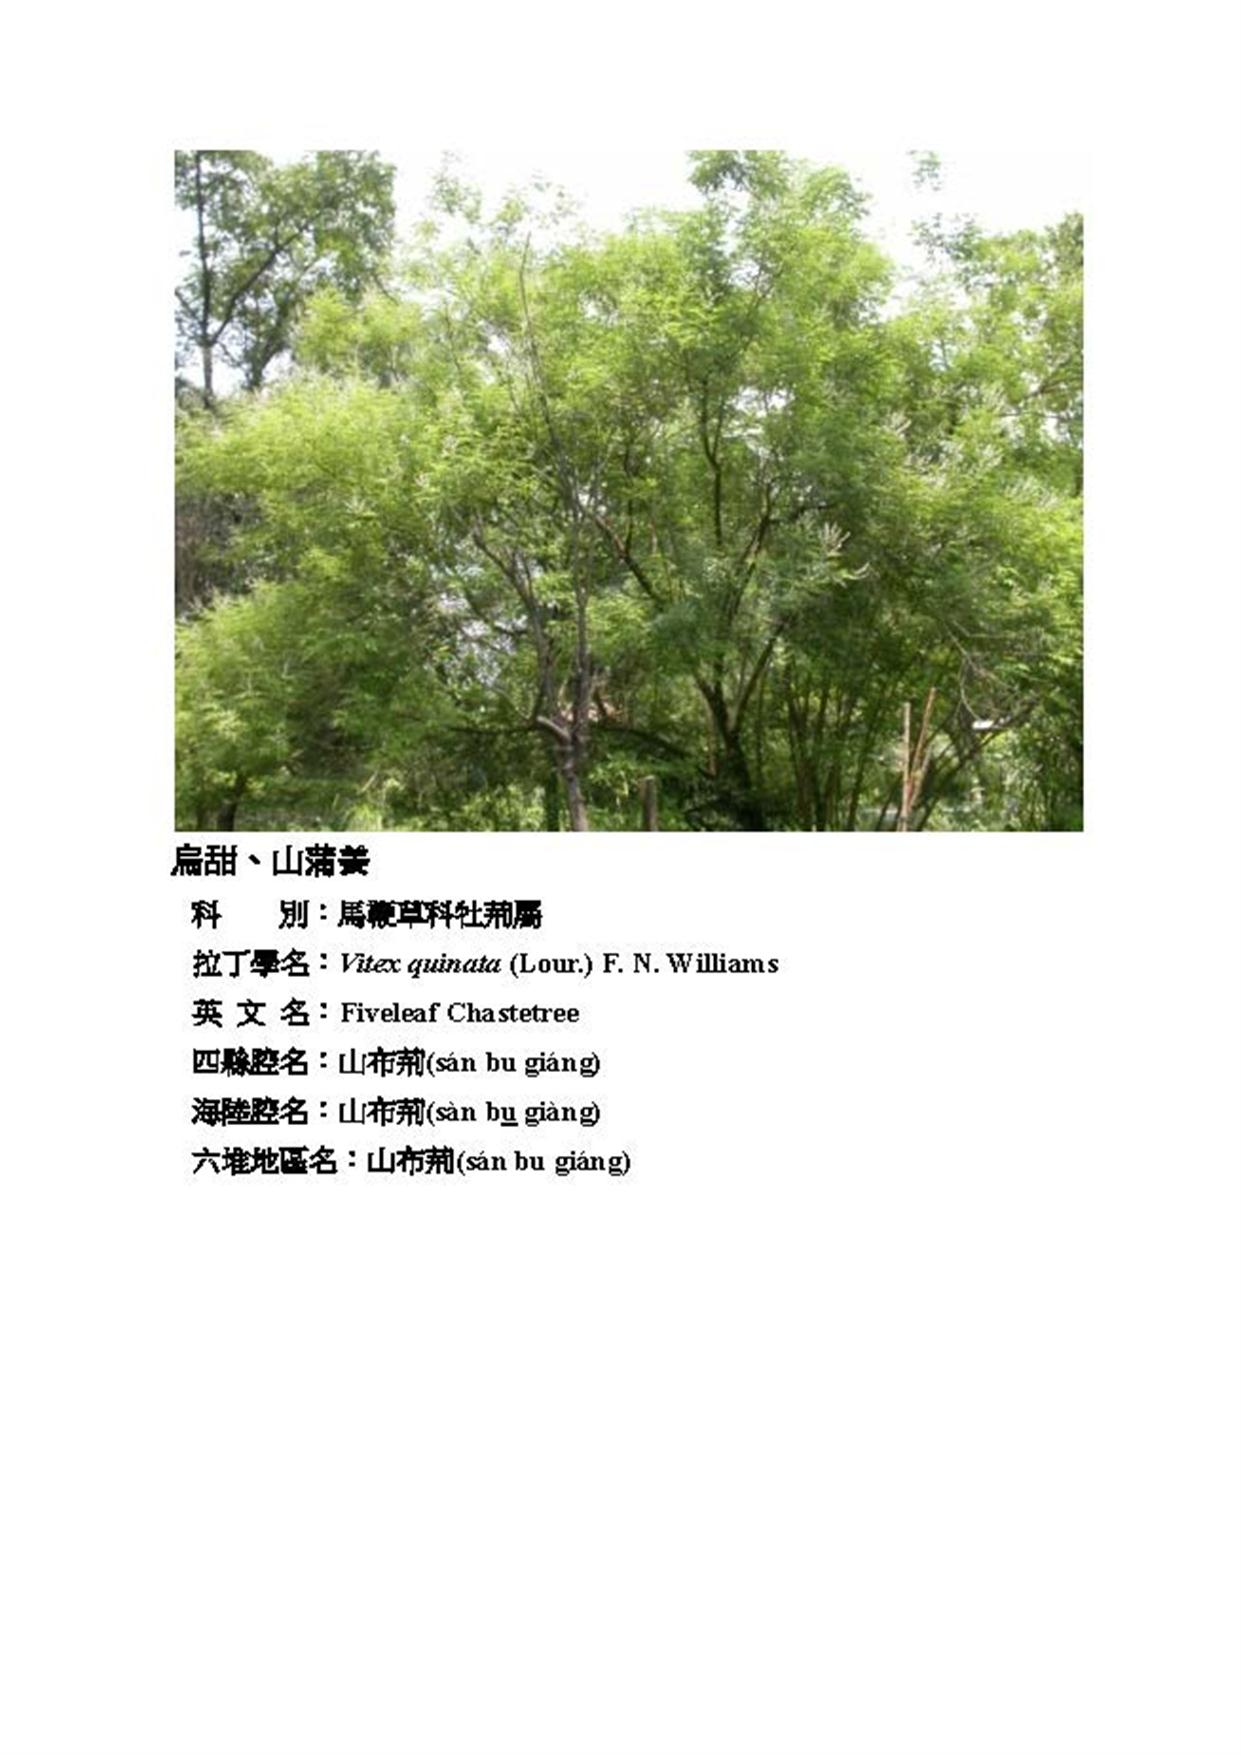 烏甜、山蒲姜
科 別：馬鞭草科牡荊屬
拉丁學名：Vitex quinata (Lour.) F. N. Williams
英 文 名：Fiveleaf Chastetree
四縣腔名：山布荊(sán bu giáng)
海陸腔名：山布荊(sàn bu giàng)
六堆地區名：山布荊(sán bu giáng)